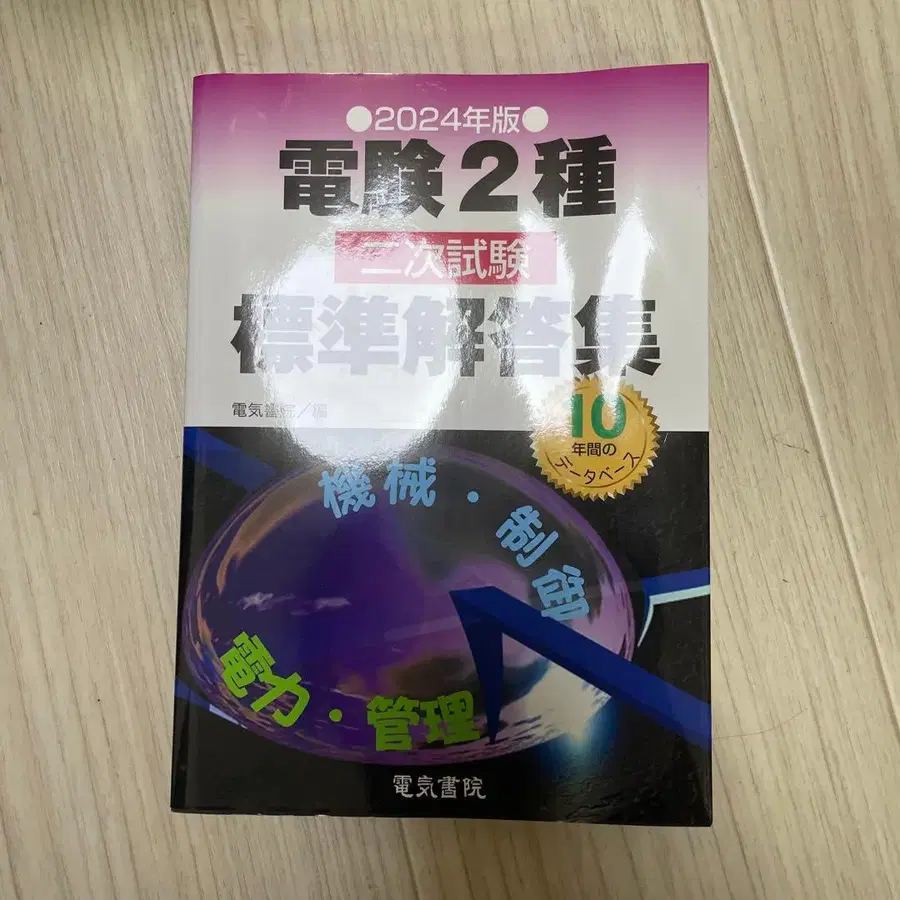 ●2024年版●
電験2種
二次試験
標準解答集
電気書院/編
10
年間の
データベース
機械・制御
電力・管理
電気書院